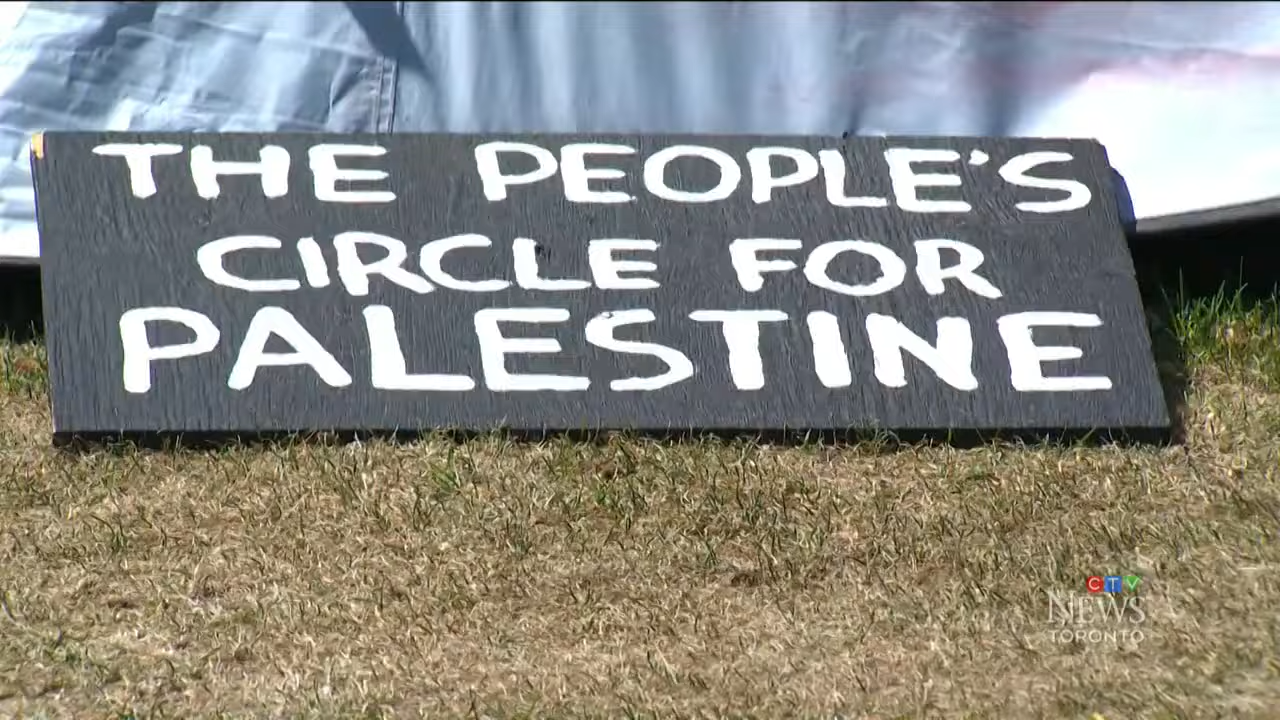 THE PEOPLE'S
CIRCLE FOR
PALESTINE
CTV
NEWS
TORONTO